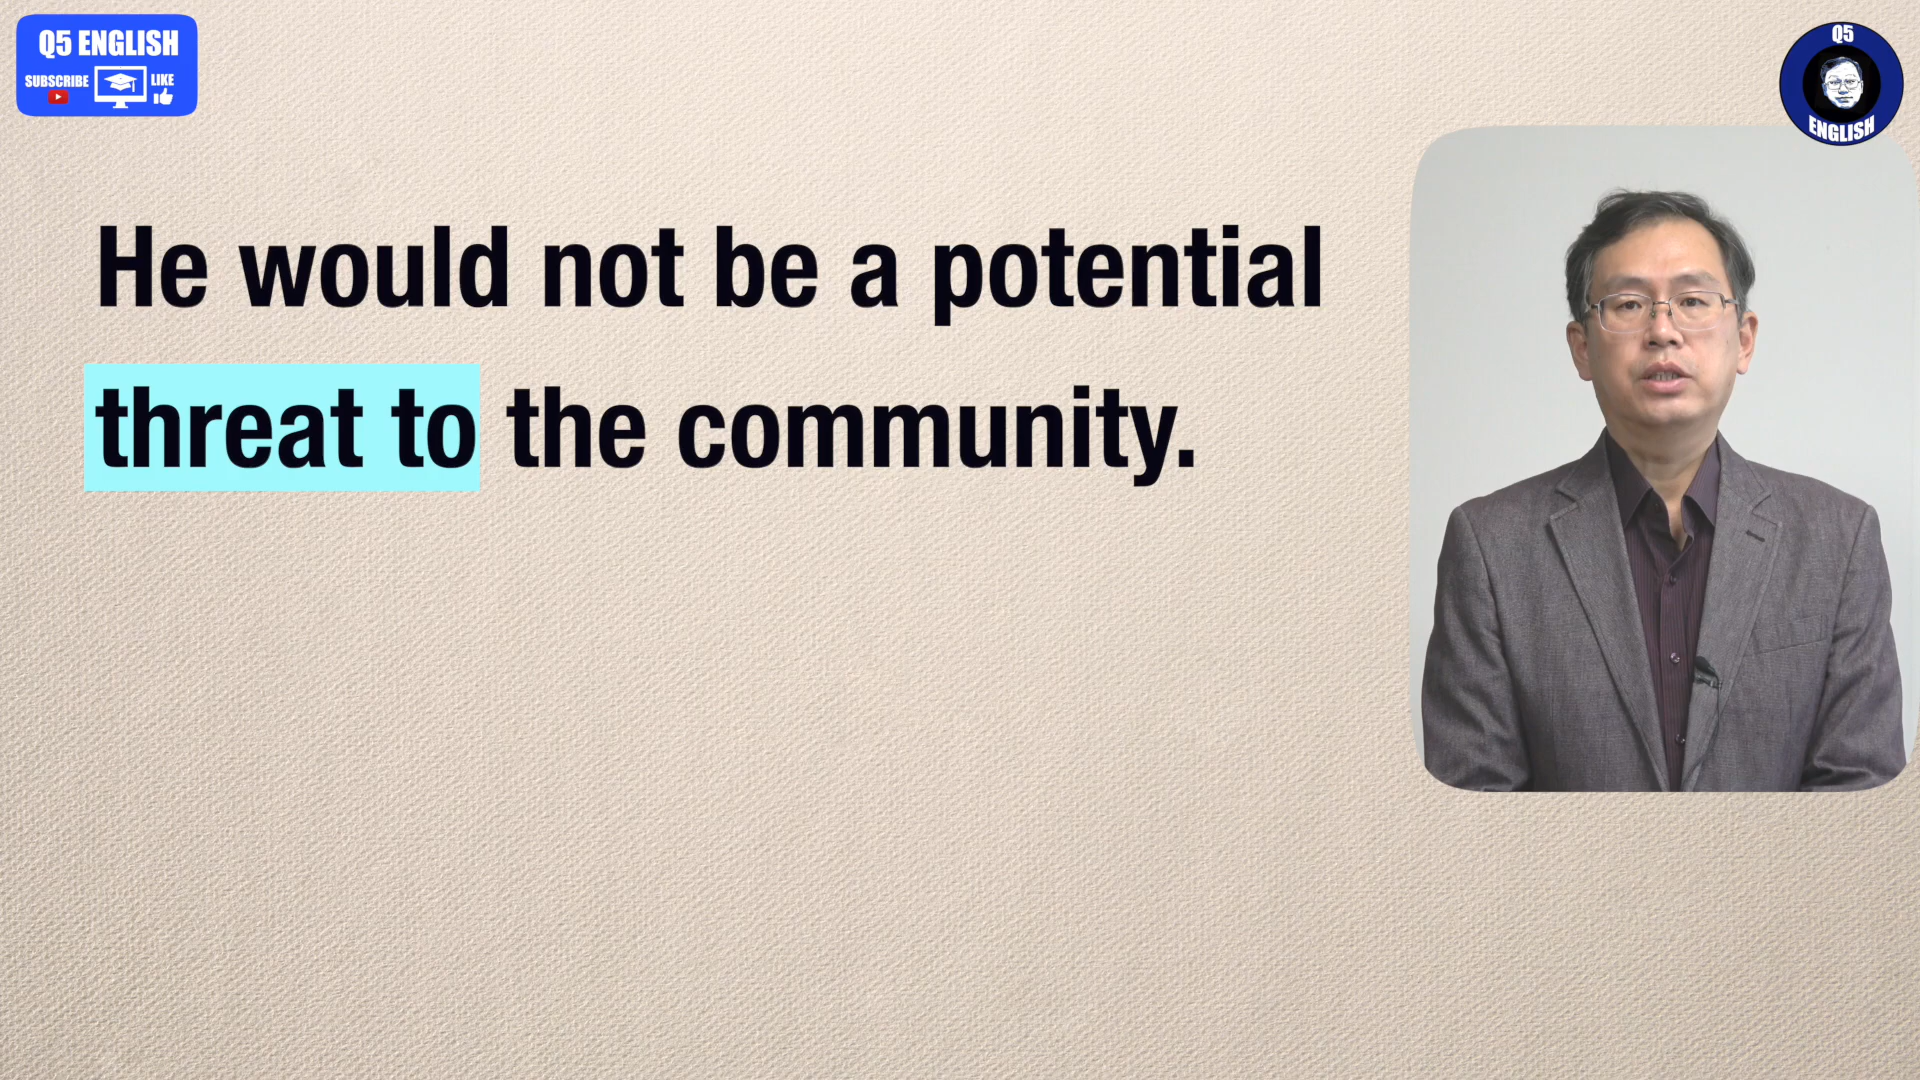 Q5 ENGLISH
SUBSCRIBE
LIKE
Q5
ENGLISH
He would not be a potential
threat to the community.